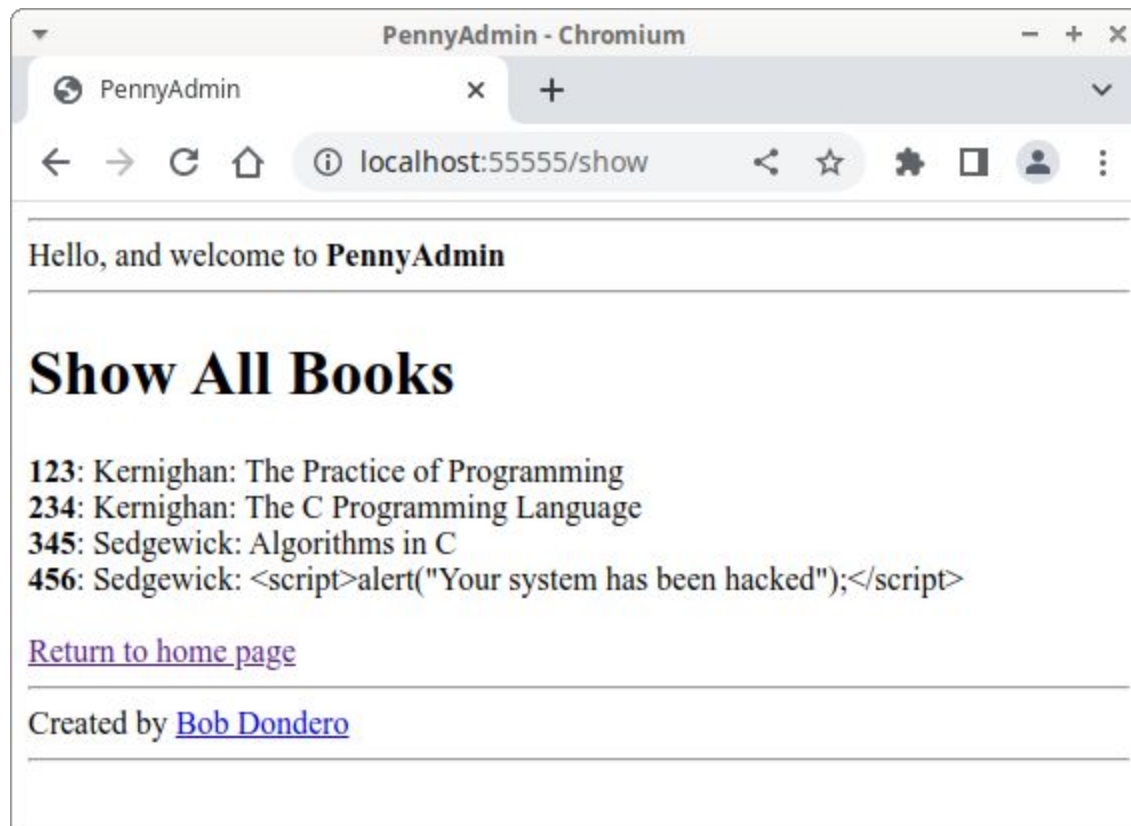 PennyAdmin - Chromium
PennyAdmin
localhost:55555/show
Hello, and welcome to PennyAdmin
Show All Books
123: Kernighan: The Practice of Programming
234: Kernighan: The C Programming Language
345: Sedgewick: Algorithms in C
456: Sedgewick: <script>alert("Your system has been hacked");</script>
Return to home page
Created by Bob Dondero